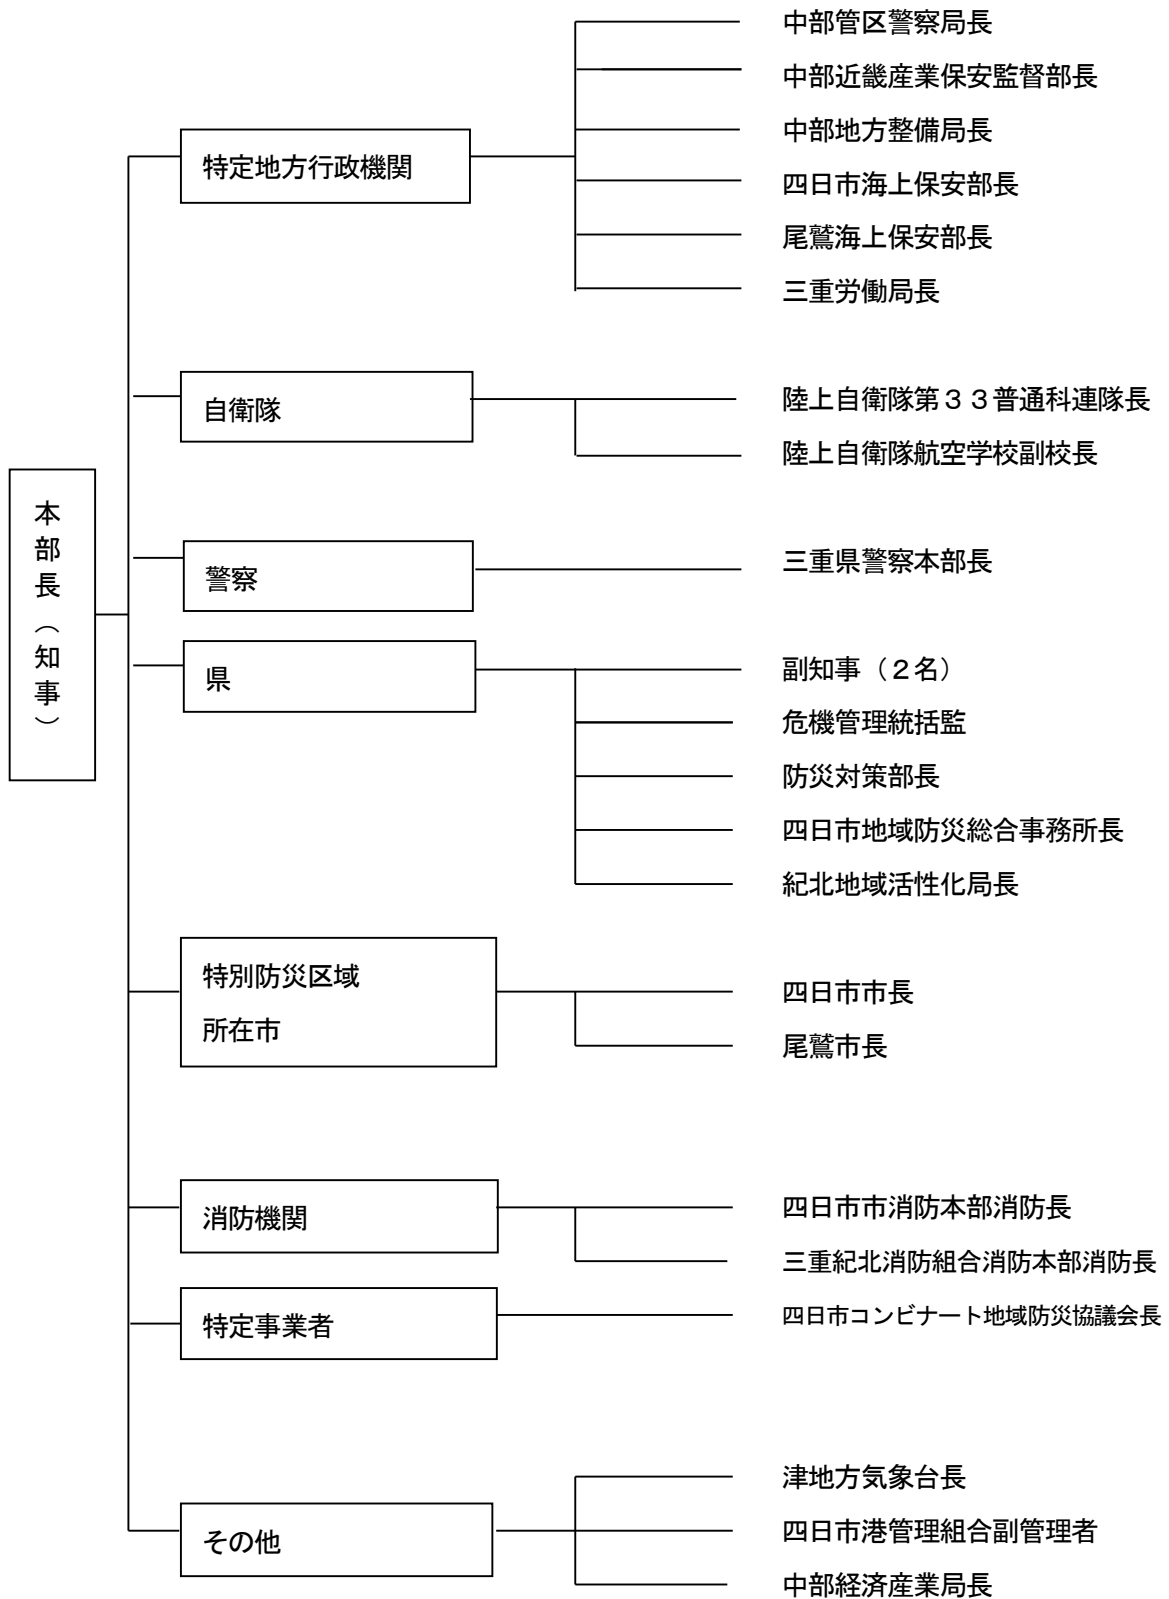 本部長（知事）
特定地方行政機関
中部管区警察局長
中部近畿産業保安監督部長
中部地方整備局長
四日市海上保安部長
尾鷲海上保安部長
三重労働局長
自衛隊
陸上自衛隊第３３普通科連隊長
陸上自衛隊航空学校副校長
警察
三重県警察本部長
県
副知事（２名）
危機管理統括監
防災対策部長
四日市地域防災総合事務所長
紀北地域活性化局長
特別防災区域
所在市
四日市市長
尾鷲市長
消防機関
四日市市消防本部消防長
三重紀北消防組合消防本部消防長
特定事業者
四日市コンビナート地域防災協議会長
その他
津地方気象台長
四日市港管理組合副管理者
中部経済産業局長